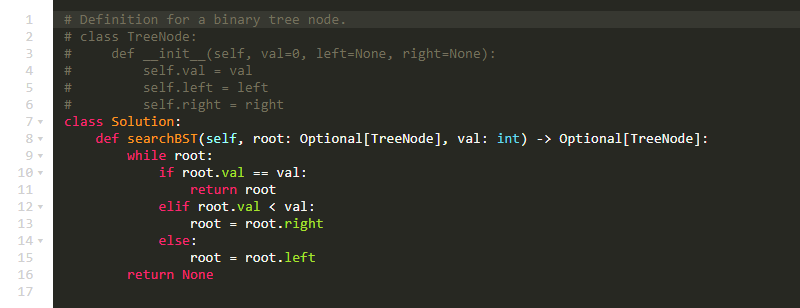 1 # Definition for a binary tree node.
2 # class TreeNode:
3 #     def __init__(self, val=0, left=None, right=None):
4 #         self.val = val
5 #         self.left = left
6 #         self.right = right
7 class Solution:
8     def searchBST(self, root: Optional[TreeNode], val: int) -> Optional[TreeNode]:
9         while root:
10             if root.val == val:
11                 return root
12             elif root.val < val:
13                 root = root.right
14             else:
15                 root = root.left
16         return None
17